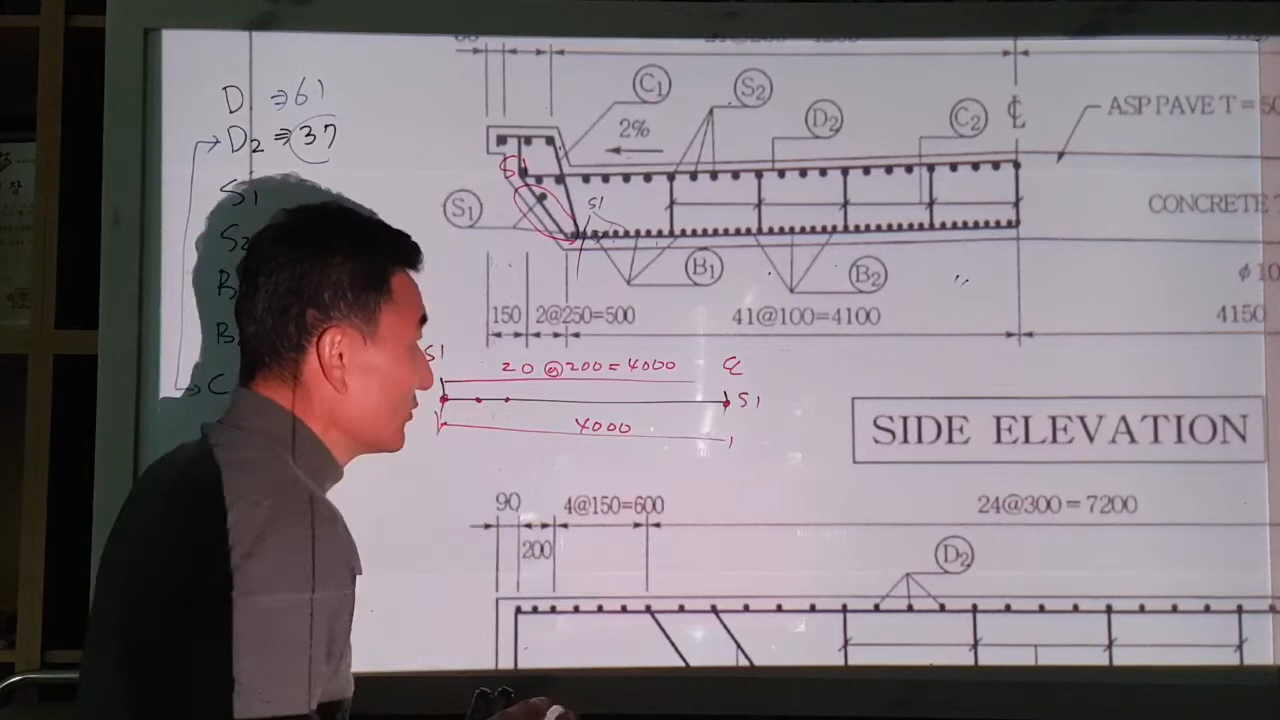 D ⇒61
D₂ ⇒ 37
S1
C
C₁
S₂
D₂
C₂
℄
ASP PAVE T = 50
2%
S1
S₁
S1
CONCRETE
B₁
B₂
ϕ 10
150
2@250=500
41@100=4100
4150
S1
20 @ 200 = 4000
℄
S1
4000
SIDE ELEVATION
90
4@150=600
24@300 = 7200
200
D₂